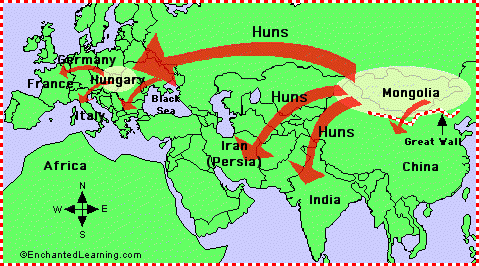 Huns
Germany
Hungary
France
Mongolia
Black
Sea
Huns
Italy
Huns
Great Wall
Iran
(Persia)
China
Africa
India
N
W E
S
©EnchantedLearning.com